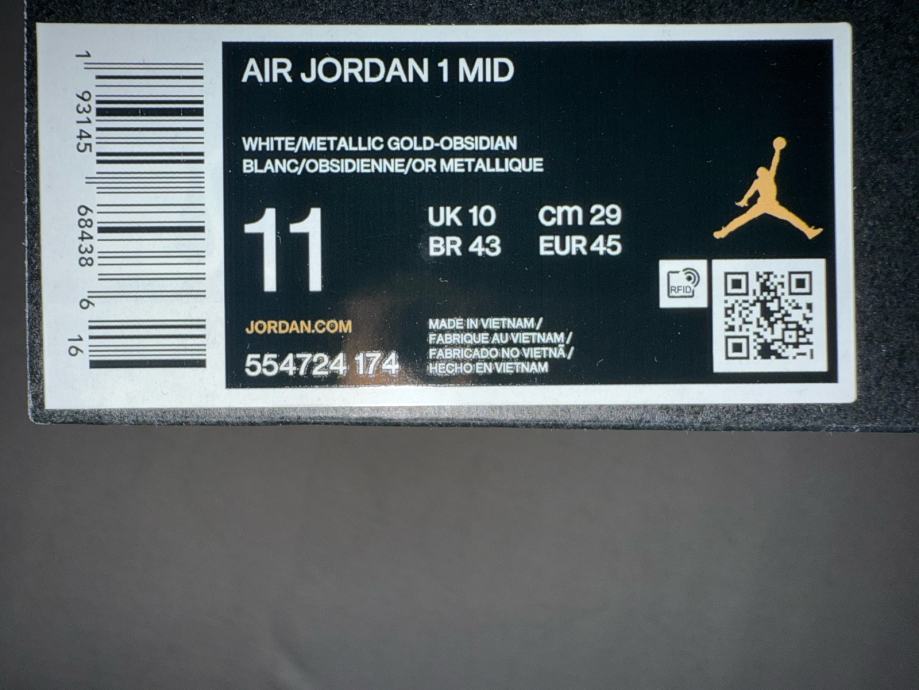 AIR JORDAN 1 MID
WHITE/METALLIC GOLD-OBSIDIAN
BLANC/OBSIDIENNE/OR METALLIQUE
11
UK 10
cm 29
BR 43
EUR 45
RFID
JORDAN.COM
554724 174
MADE IN VIETNAM /
FABRIQUE AU VIETNAM /
FABRICADO NO VIETNÃ /
HECHO EN VIETNAM
1 93145 68438 6 16